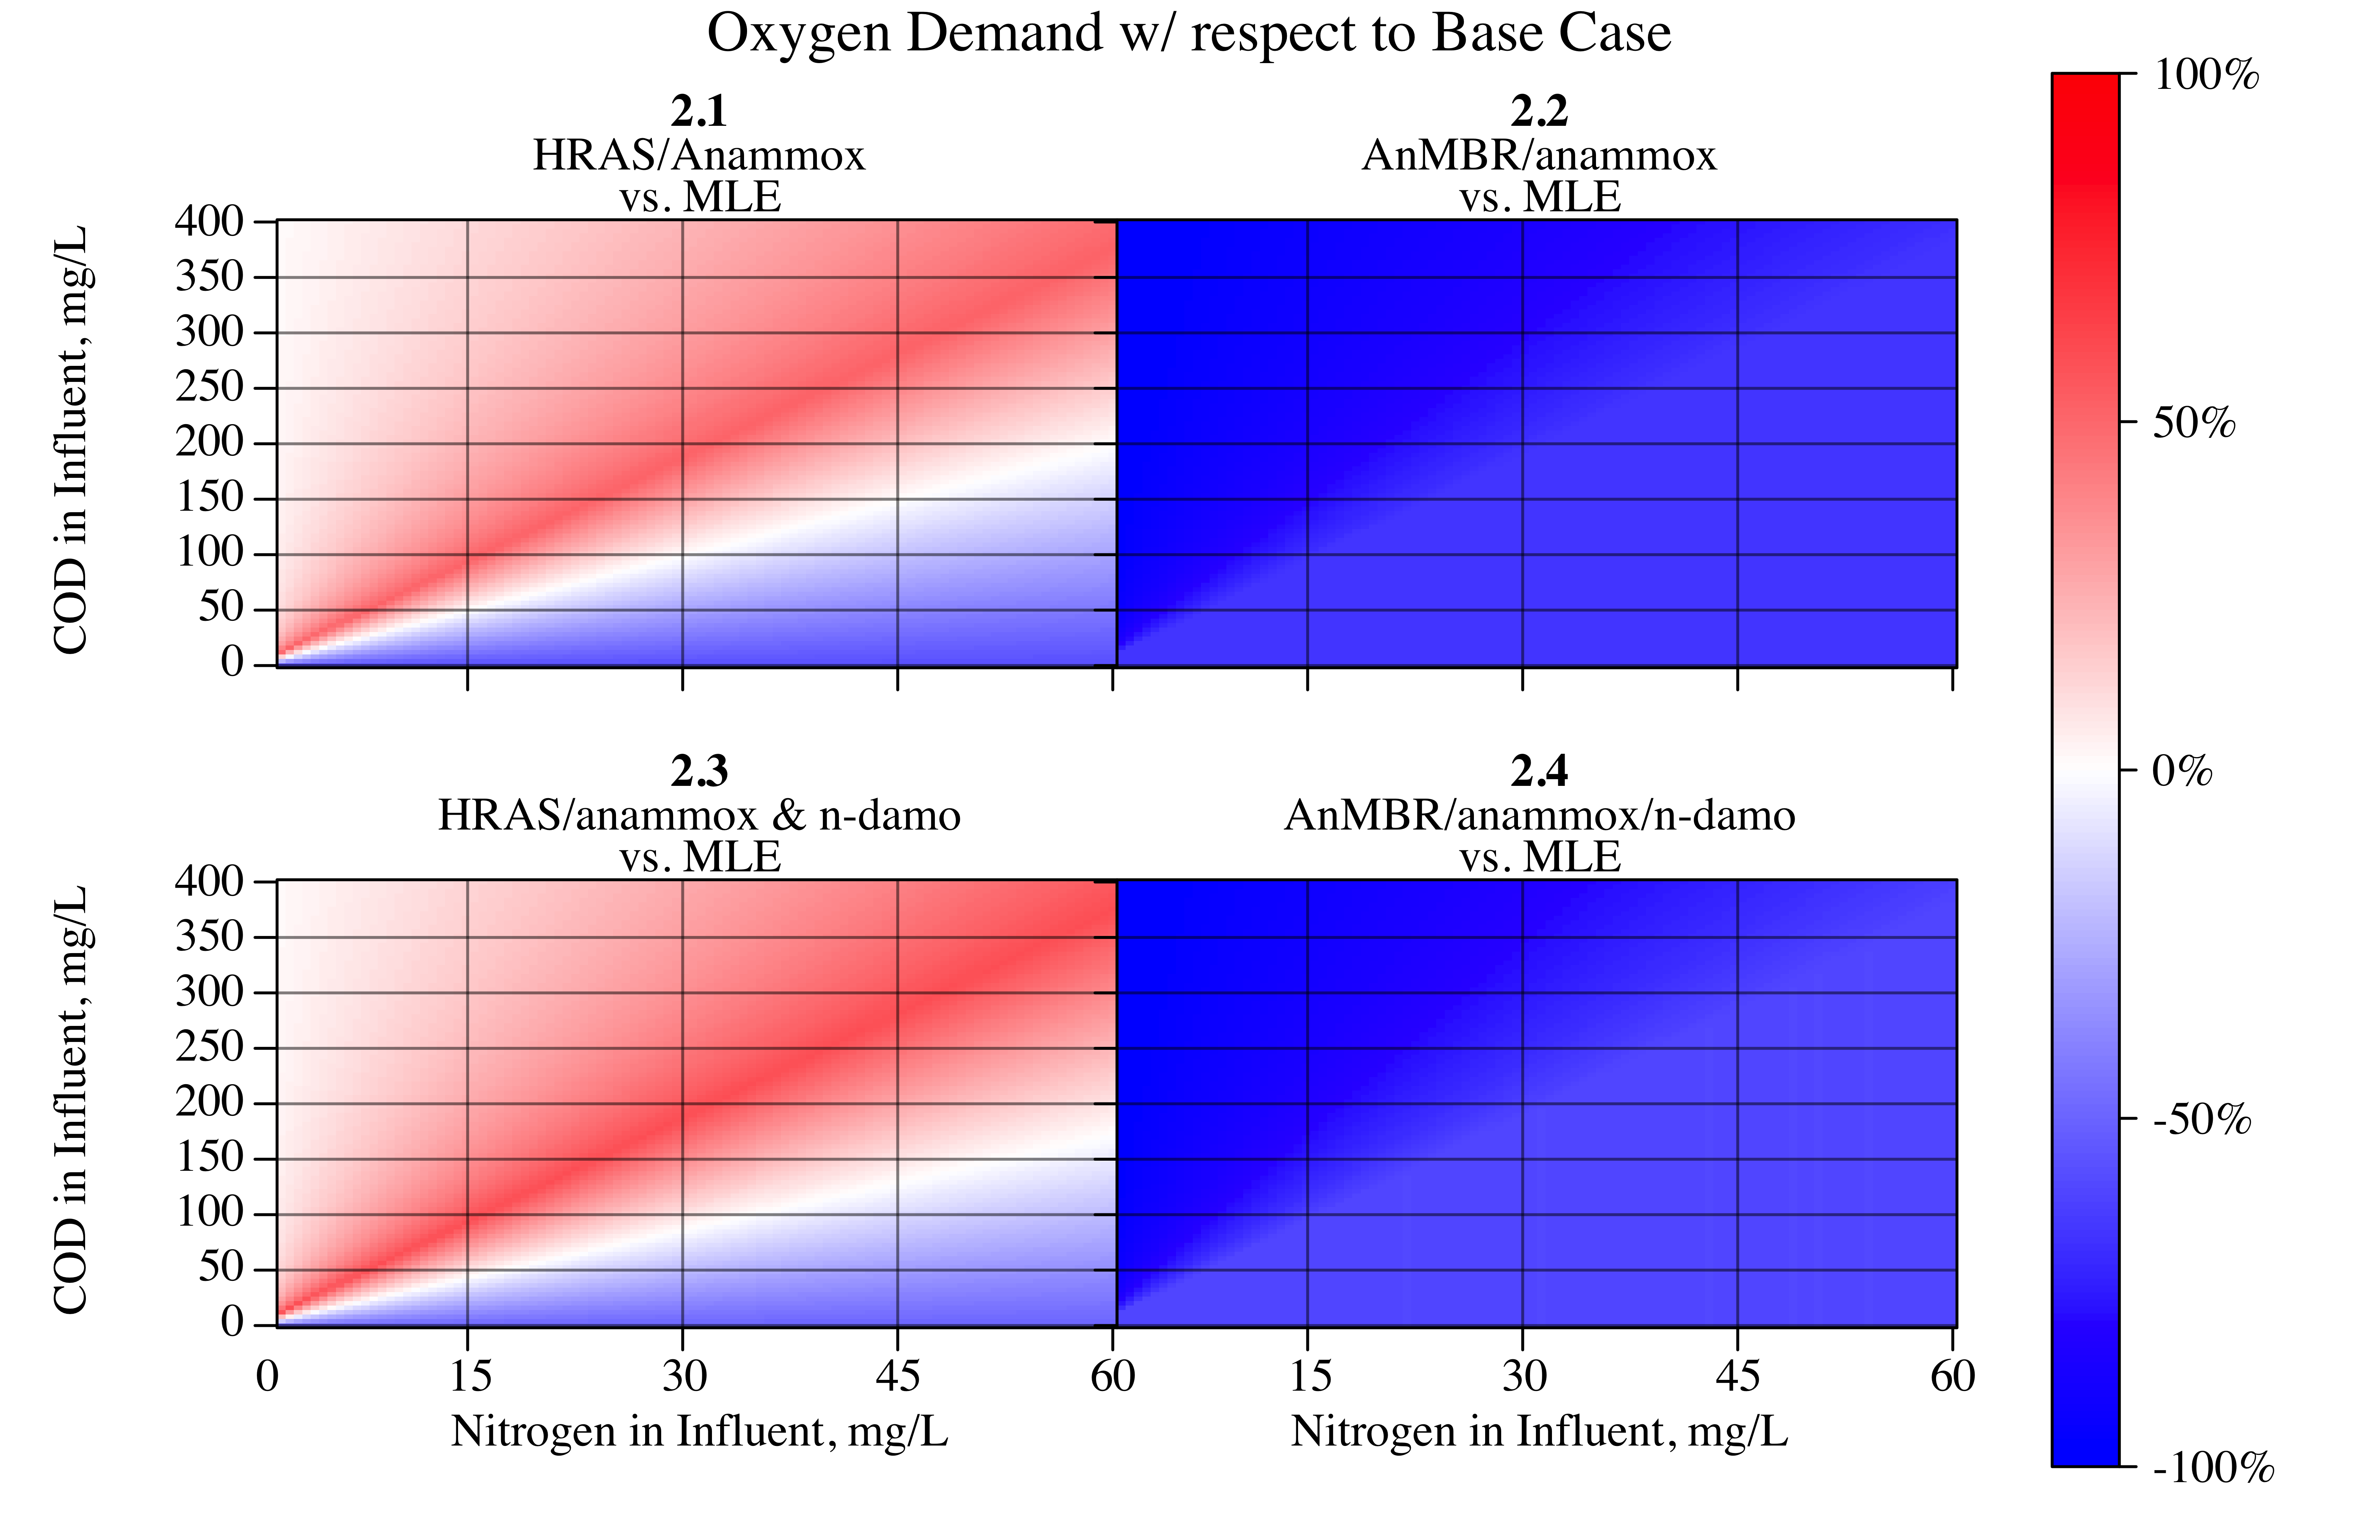 Oxygen Demand w/ respect to Base Case
2.1
HRAS/Anammox
vs. MLE
2.2
AnMBR/anammox
vs. MLE
COD in Influent, mg/L
400
350
300
250
200
150
100
50
0
2.3
HRAS/anammox & n-damo
vs. MLE
2.4
AnMBR/anammox/n-damo
vs. MLE
COD in Influent, mg/L
400
350
300
250
200
150
100
50
0
0 15 30 45 60 15 30 45 60
Nitrogen in Influent, mg/L
Nitrogen in Influent, mg/L
100%
50%
0%
-50%
-100%